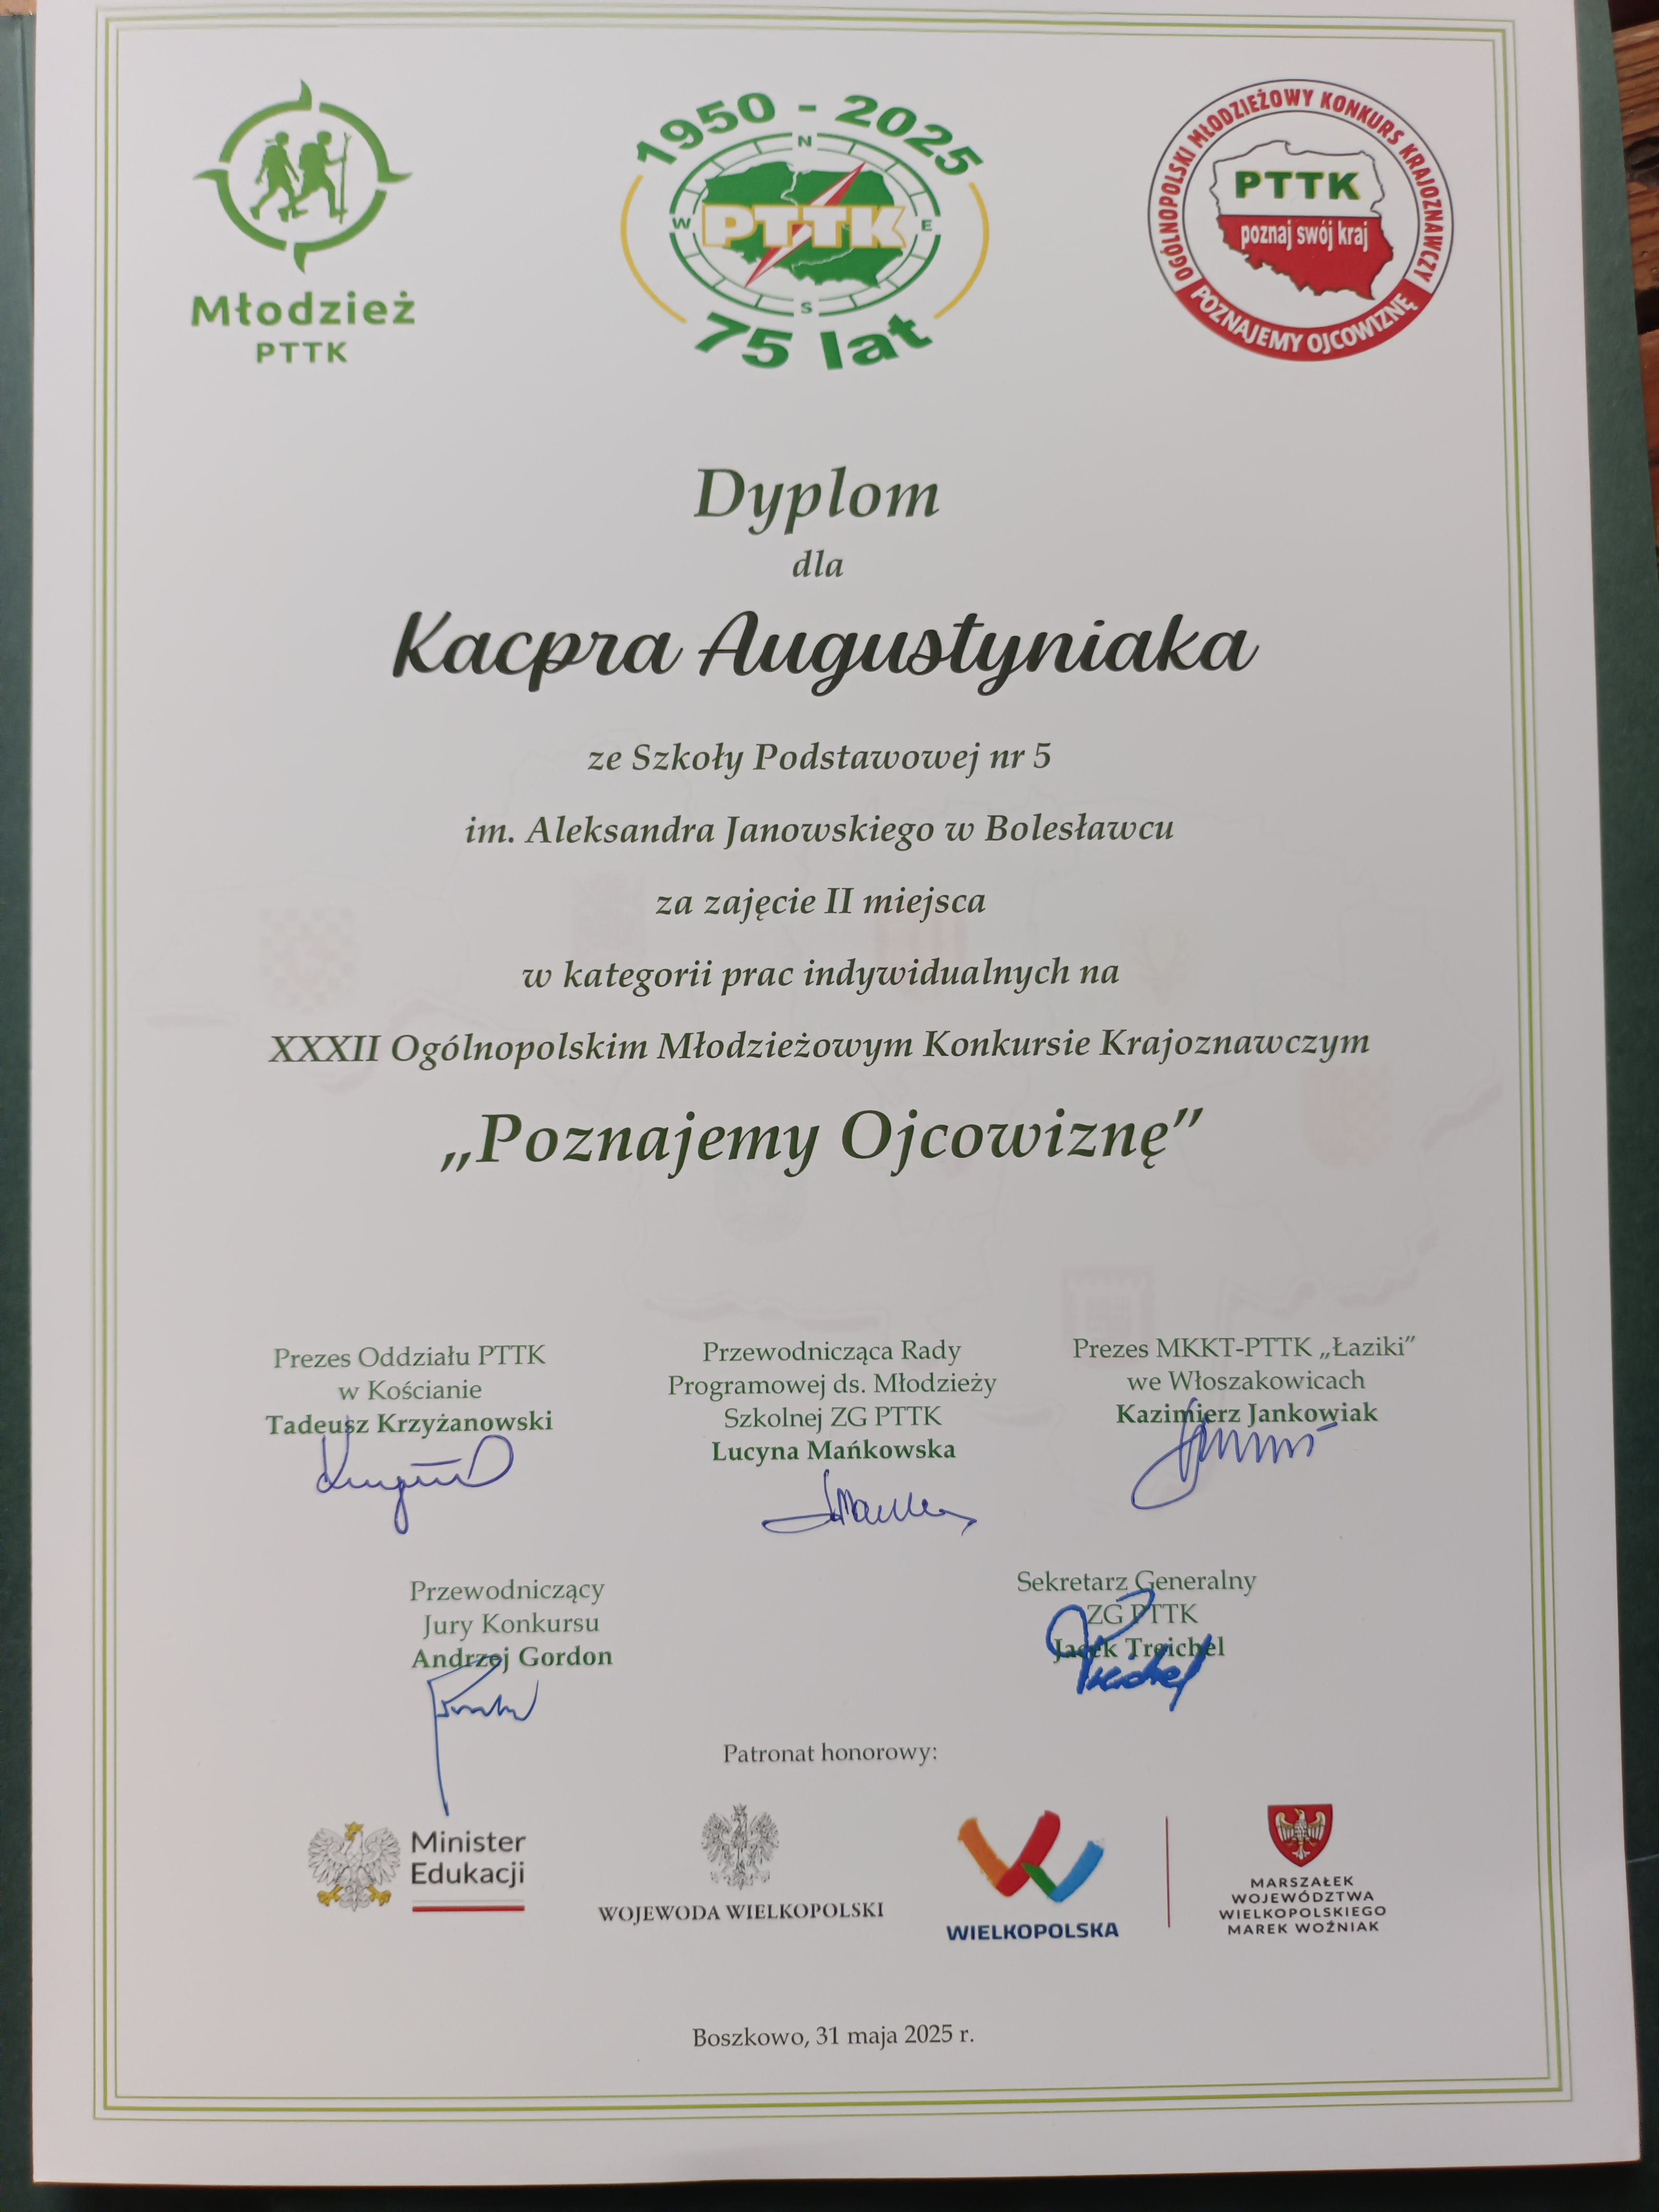 1950 - 2025
N
PTTK
W
E
S
75 lat
Młodzież
PTTK
OGÓLNOPOLSKI MŁODZIEŻOWY KONKURS KRAJOZNAWCZY
PTTK
poznaj swój kraj
POZNAJEMY OJCOWIZNĘ
Dyplom
dla
Kacpra Augustyniaka
ze Szkoły Podstawowej nr 5
im. Aleksandra Janowskiego w Bolesławcu
za zajęcie II miejsca
w kategorii prac indywidualnych na
XXXII Ogólnopolskim Młodzieżowym Konkursie Krajoznawczym
„Poznajemy Ojcowiznę”
Prezes Oddziału PTTK
w Kościanie
Tadeusz Krzyżanowski
Przewodnicząca Rady
Programowej ds. Młodzieży
Szkolnej ZG PTTK
Lucyna Mańkowska
Prezes MKKT-PTTK „Łaziki”
we Włoszakowicach
Kazimierz Jankowiak
Przewodniczący
Jury Konkursu
Andrzej Gordon
Sekretarz Generalny
ZG PTTK
Jacek Treichel
Patronat honorowy:
Minister
Edukacji
WOJEWODA WIELKOPOLSKI
WIELKOPOLSKA
MARSZAŁEK
WOJEWÓDZTWA
WIELKOPOLSKIEGO
MAREK WOŹNIAK
Boszkowo, 31 maja 2025 r.